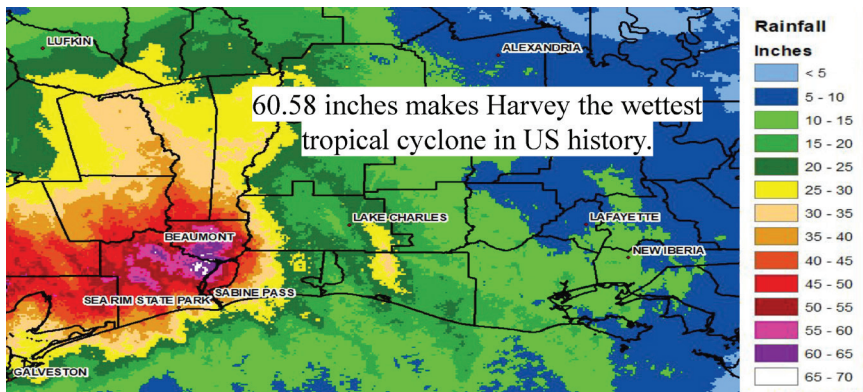 LUFKIN
ALEXANDRIA
60.58 inches makes Harvey the wettest
tropical cyclone in US history.
LAKE CHARLES
LAFAYETTE
BEAUMONT
NEW IBERIA
SEA RIM STATE PARK
SABINE PASS
GALVESTON
Rainfall
Inches
< 5
5 - 10
10 - 15
15 - 20
20 - 25
25 - 30
30 - 35
35 - 40
40 - 45
45 - 50
50 - 55
55 - 60
60 - 65
65 - 70